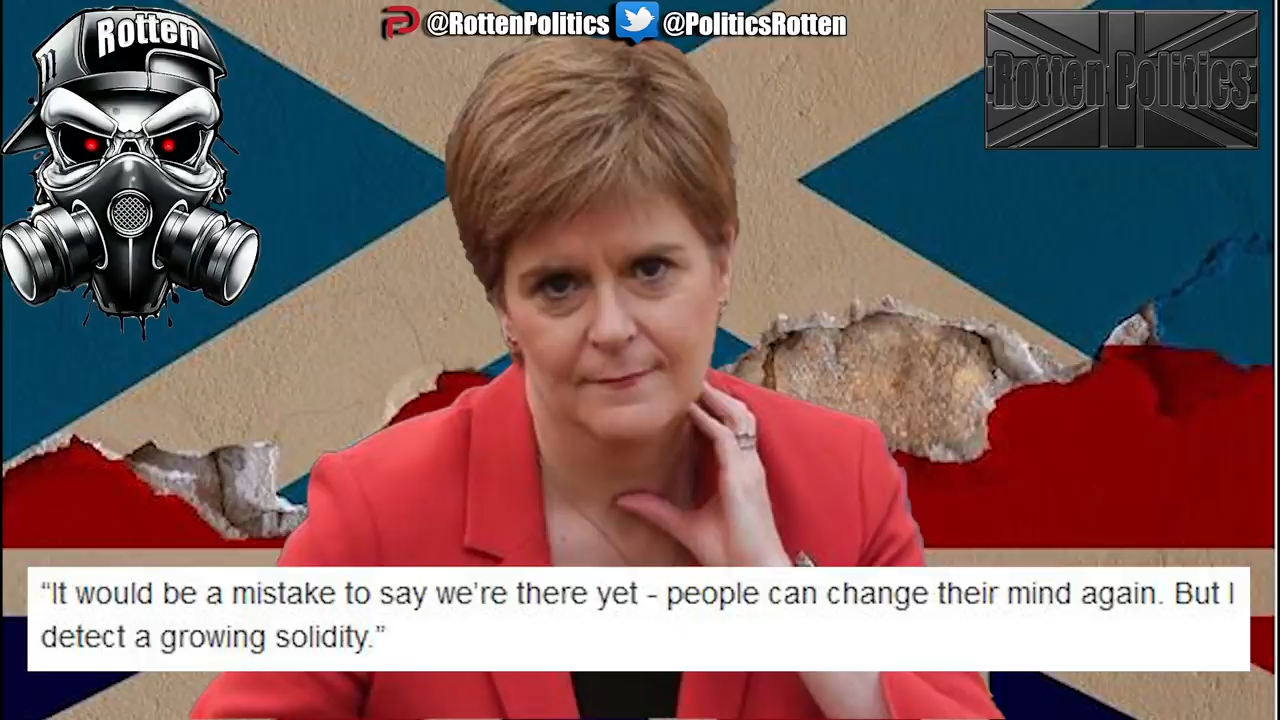 Rotten
@RottenPolitics @PoliticsRotten
Rotten Politics
“It would be a mistake to say we’re there yet - people can change their mind again. But I
detect a growing solidity.”